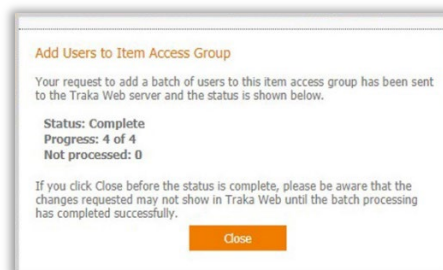 Add Users to Item Access Group
Your request to add a batch of users to this item access group has been sent
to the Traka Web server and the status is shown below.
Status: Complete
Progress: 4 of 4
Not processed: 0
If you click Close before the status is complete, please be aware that the
changes requested may not show in Traka Web until the batch processing
has completed successfully.
Close